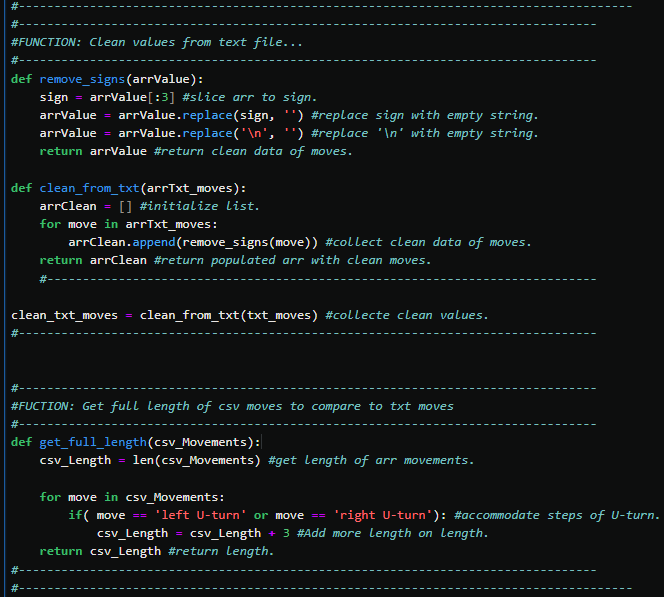 #--------------------------------------------------------------------------------------
#---------------------------------------------------------------------------------
#FUNCTION: Clean values from text file...
#---------------------------------------------------------------------------------
def remove_signs(arrValue):
    sign = arrValue[:3] #slice arr to sign.
    arrValue = arrValue.replace(sign, '') #replace sign with empty string.
    arrValue = arrValue.replace('\n', '') #replace '\n' with empty string.
    return arrValue #return clean data of moves.

def clean_from_txt(arrTxt_moves):
    arrClean = [] #initialize list.
    for move in arrTxt_moves:
        arrClean.append(remove_signs(move)) #collect clean data of moves.
    return arrClean #return populated arr with clean moves.
    #-----------------------------------------------------------------------------

clean_txt_moves = clean_from_txt(txt_moves) #collecte clean values.
#---------------------------------------------------------------------------------

#---------------------------------------------------------------------------------
#FUCTION: Get full length of csv moves to compare to txt moves
#---------------------------------------------------------------------------------
def get_full_length(csv_Movements):
    csv_Length = len(csv_Movements) #get length of arr movements.

    for move in csv_Movements:
        if( move == 'left U-turn' or move == 'right U-turn'): #accommodate steps of U-turn.
            csv_Length = csv_Length + 3 #Add more length on length.
    return csv_Length #return length.
#---------------------------------------------------------------------------------
#--------------------------------------------------------------------------------------